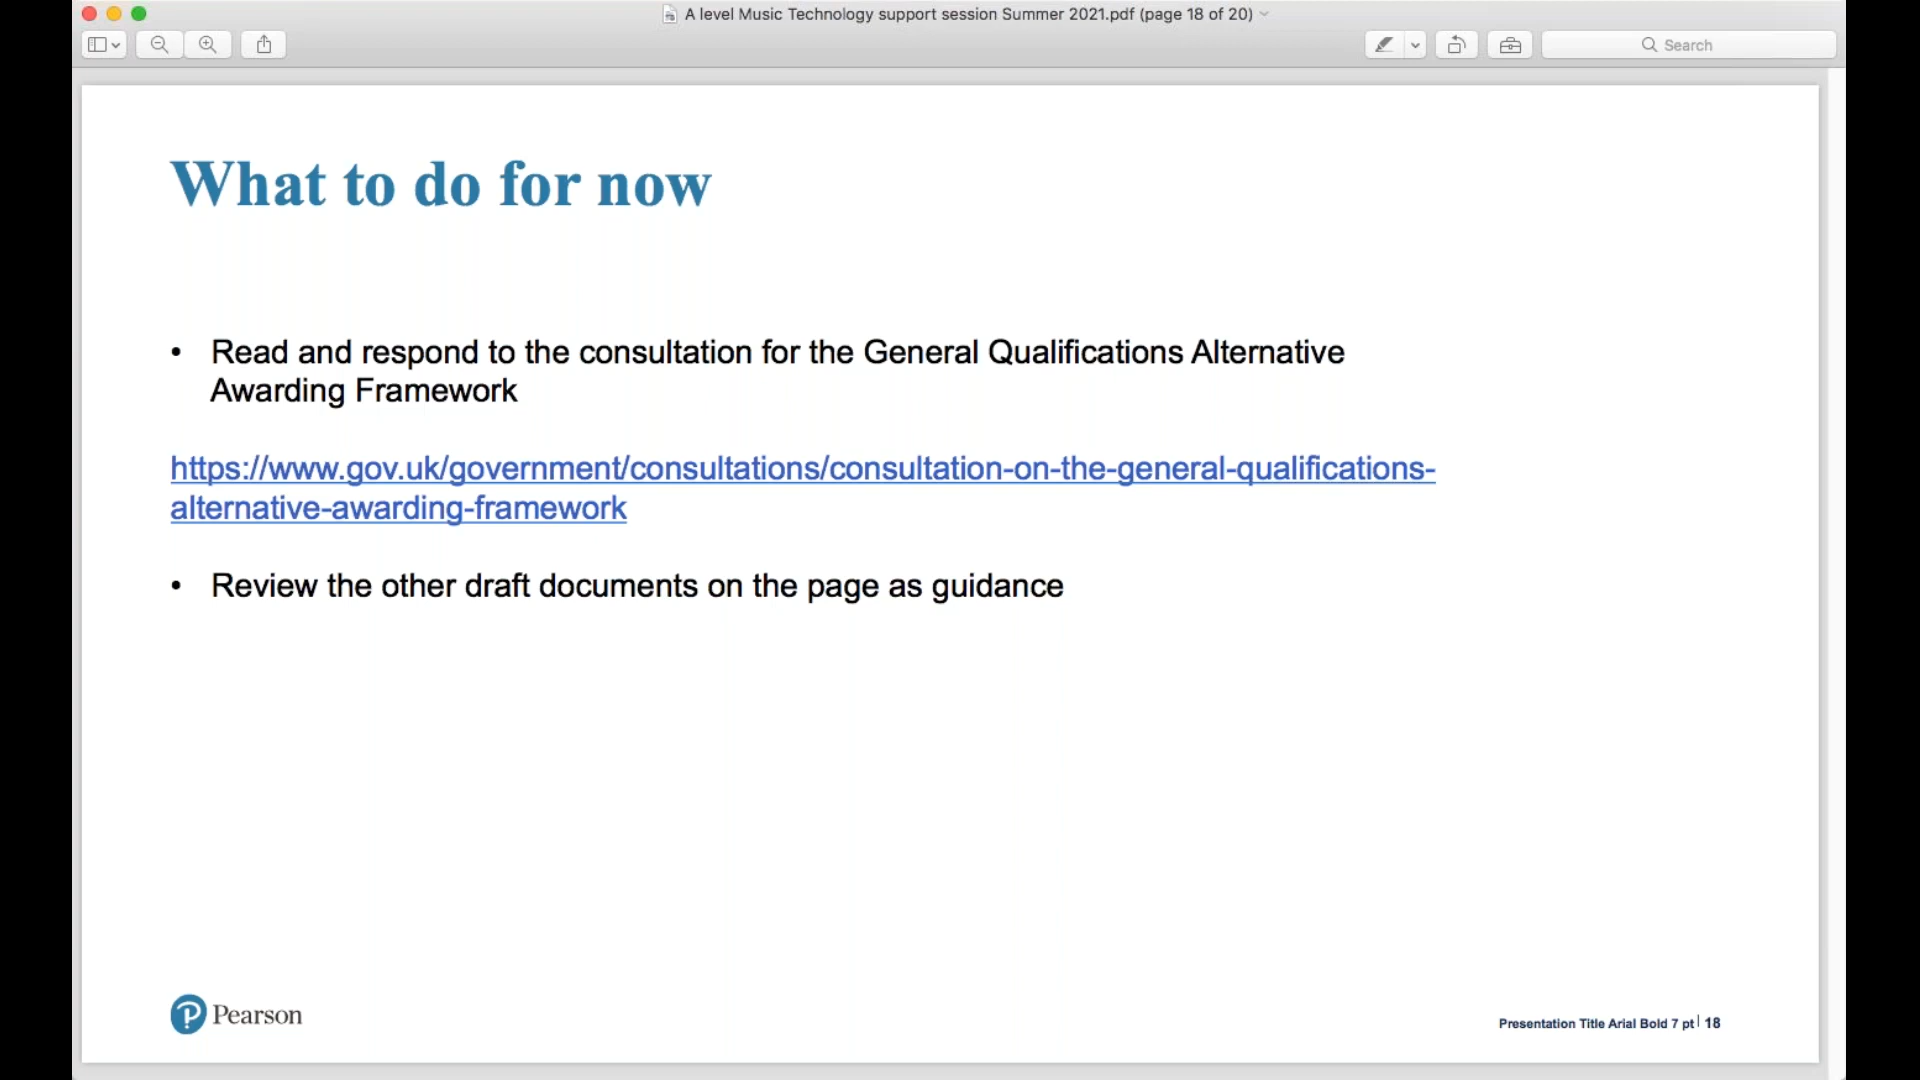 A level Music Technology support session Summer 2021.pdf (page 18 of 20)
Search
What to do for now
• Read and respond to the consultation for the General Qualifications Alternative
Awarding Framework
https://www.gov.uk/government/consultations/consultation-on-the-general-qualifications-
alternative-awarding-framework
• Review the other draft documents on the page as guidance
Pearson
Presentation Title Arial Bold 7 pt | 18